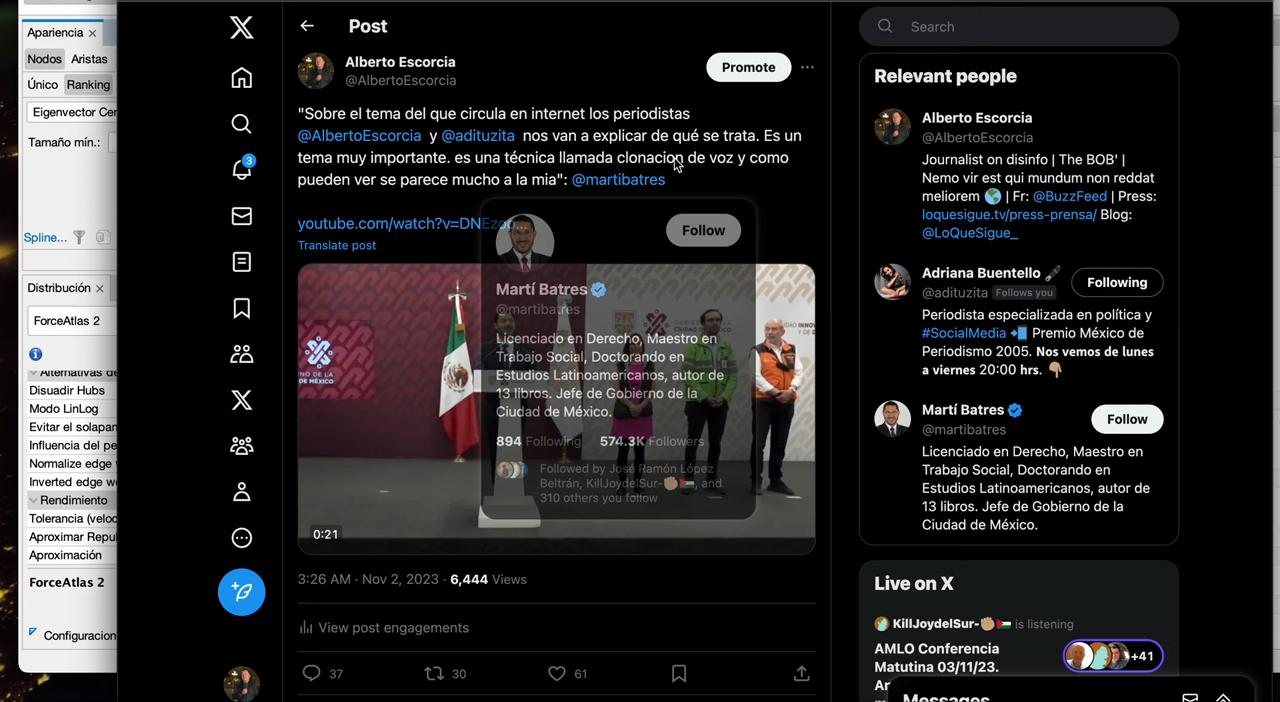 Apariencia
Nodos Aristas
Único Ranking
Eigenvector Cen
Tamaño mín.:
Spline...
Distribución
ForceAtlas 2
Alternativas de
Disuadir Hubs
Modo LinLog
Evitar el solapan
Influencia del pe
Normalize edge
Inverted edge w
Rendimiento
Tolerancia (veloc
Aproximar Repul
Aproximación
ForceAtlas 2
Configuracion
3
Post
Alberto Escorcia
@AlbertoEscorcia
Promote
"Sobre el tema del que circula en internet los periodistas
@AlbertoEscorcia y @adituzita nos van a explicar de qué se trata. Es un
tema muy importante. es una técnica llamada clonacion de voz y como
pueden ver se parece mucho a la mia": @martibatres
youtube.com/watch?v=DNEzoo...
Translate post
Follow
Martí Batres
@martibatres
Licenciado en Derecho, Maestro en
Trabajo Social, Doctorando en
Estudios Latinoamericanos, autor de
13 libros. Jefe de Gobierno de la
Ciudad de México.
894 Following 574.3K Followers
Followed by José Ramón López
Beltrán, KillJoydelSur-✊🏽🇵🇸, and
310 others you follow
0:21
3:26 AM · Nov 2, 2023 · 6,444 Views
View post engagements
37 30 61
Search
Relevant people
Alberto Escorcia
@AlbertoEscorcia
Journalist on disinfo | The BOB' |
Nemo vir est qui mundum non reddat
meliorem 🌎 | Fr: @BuzzFeed | Press:
loquesigue.tv/press-prensa/ Blog:
@LoQueSigue_
Adriana Buentello 🎤
@adituzita Follows you
Following
Periodista especializada en política y
#SocialMedia 📲 Premio México de
Periodismo 2005. Nos vemos de lunes
a viernes 20:00 hrs. 👇🏽
Martí Batres
@martibatres
Follow
Licenciado en Derecho, Maestro en
Trabajo Social, Doctorando en
Estudios Latinoamericanos, autor de
13 libros. Jefe de Gobierno de la
Ciudad de México.
Live on X
KillJoydelSur-✊🏽🇵🇸 is listening
AMLO Conferencia
Matutina 03/11/23.
+41
Messages